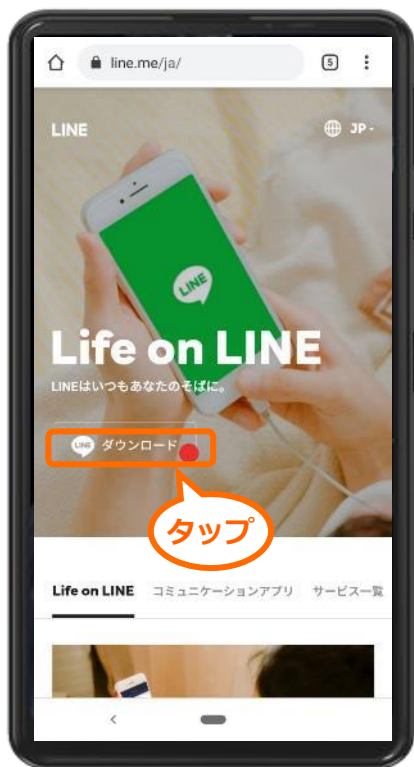 line.me/ja/
5
LINE
JP
LINE
Life on LINE
LINEはいつもあなたのそばに。
LINE
ダウンロード
タップ
Life on LINE
コミュニケーションアプリ
サービス一覧